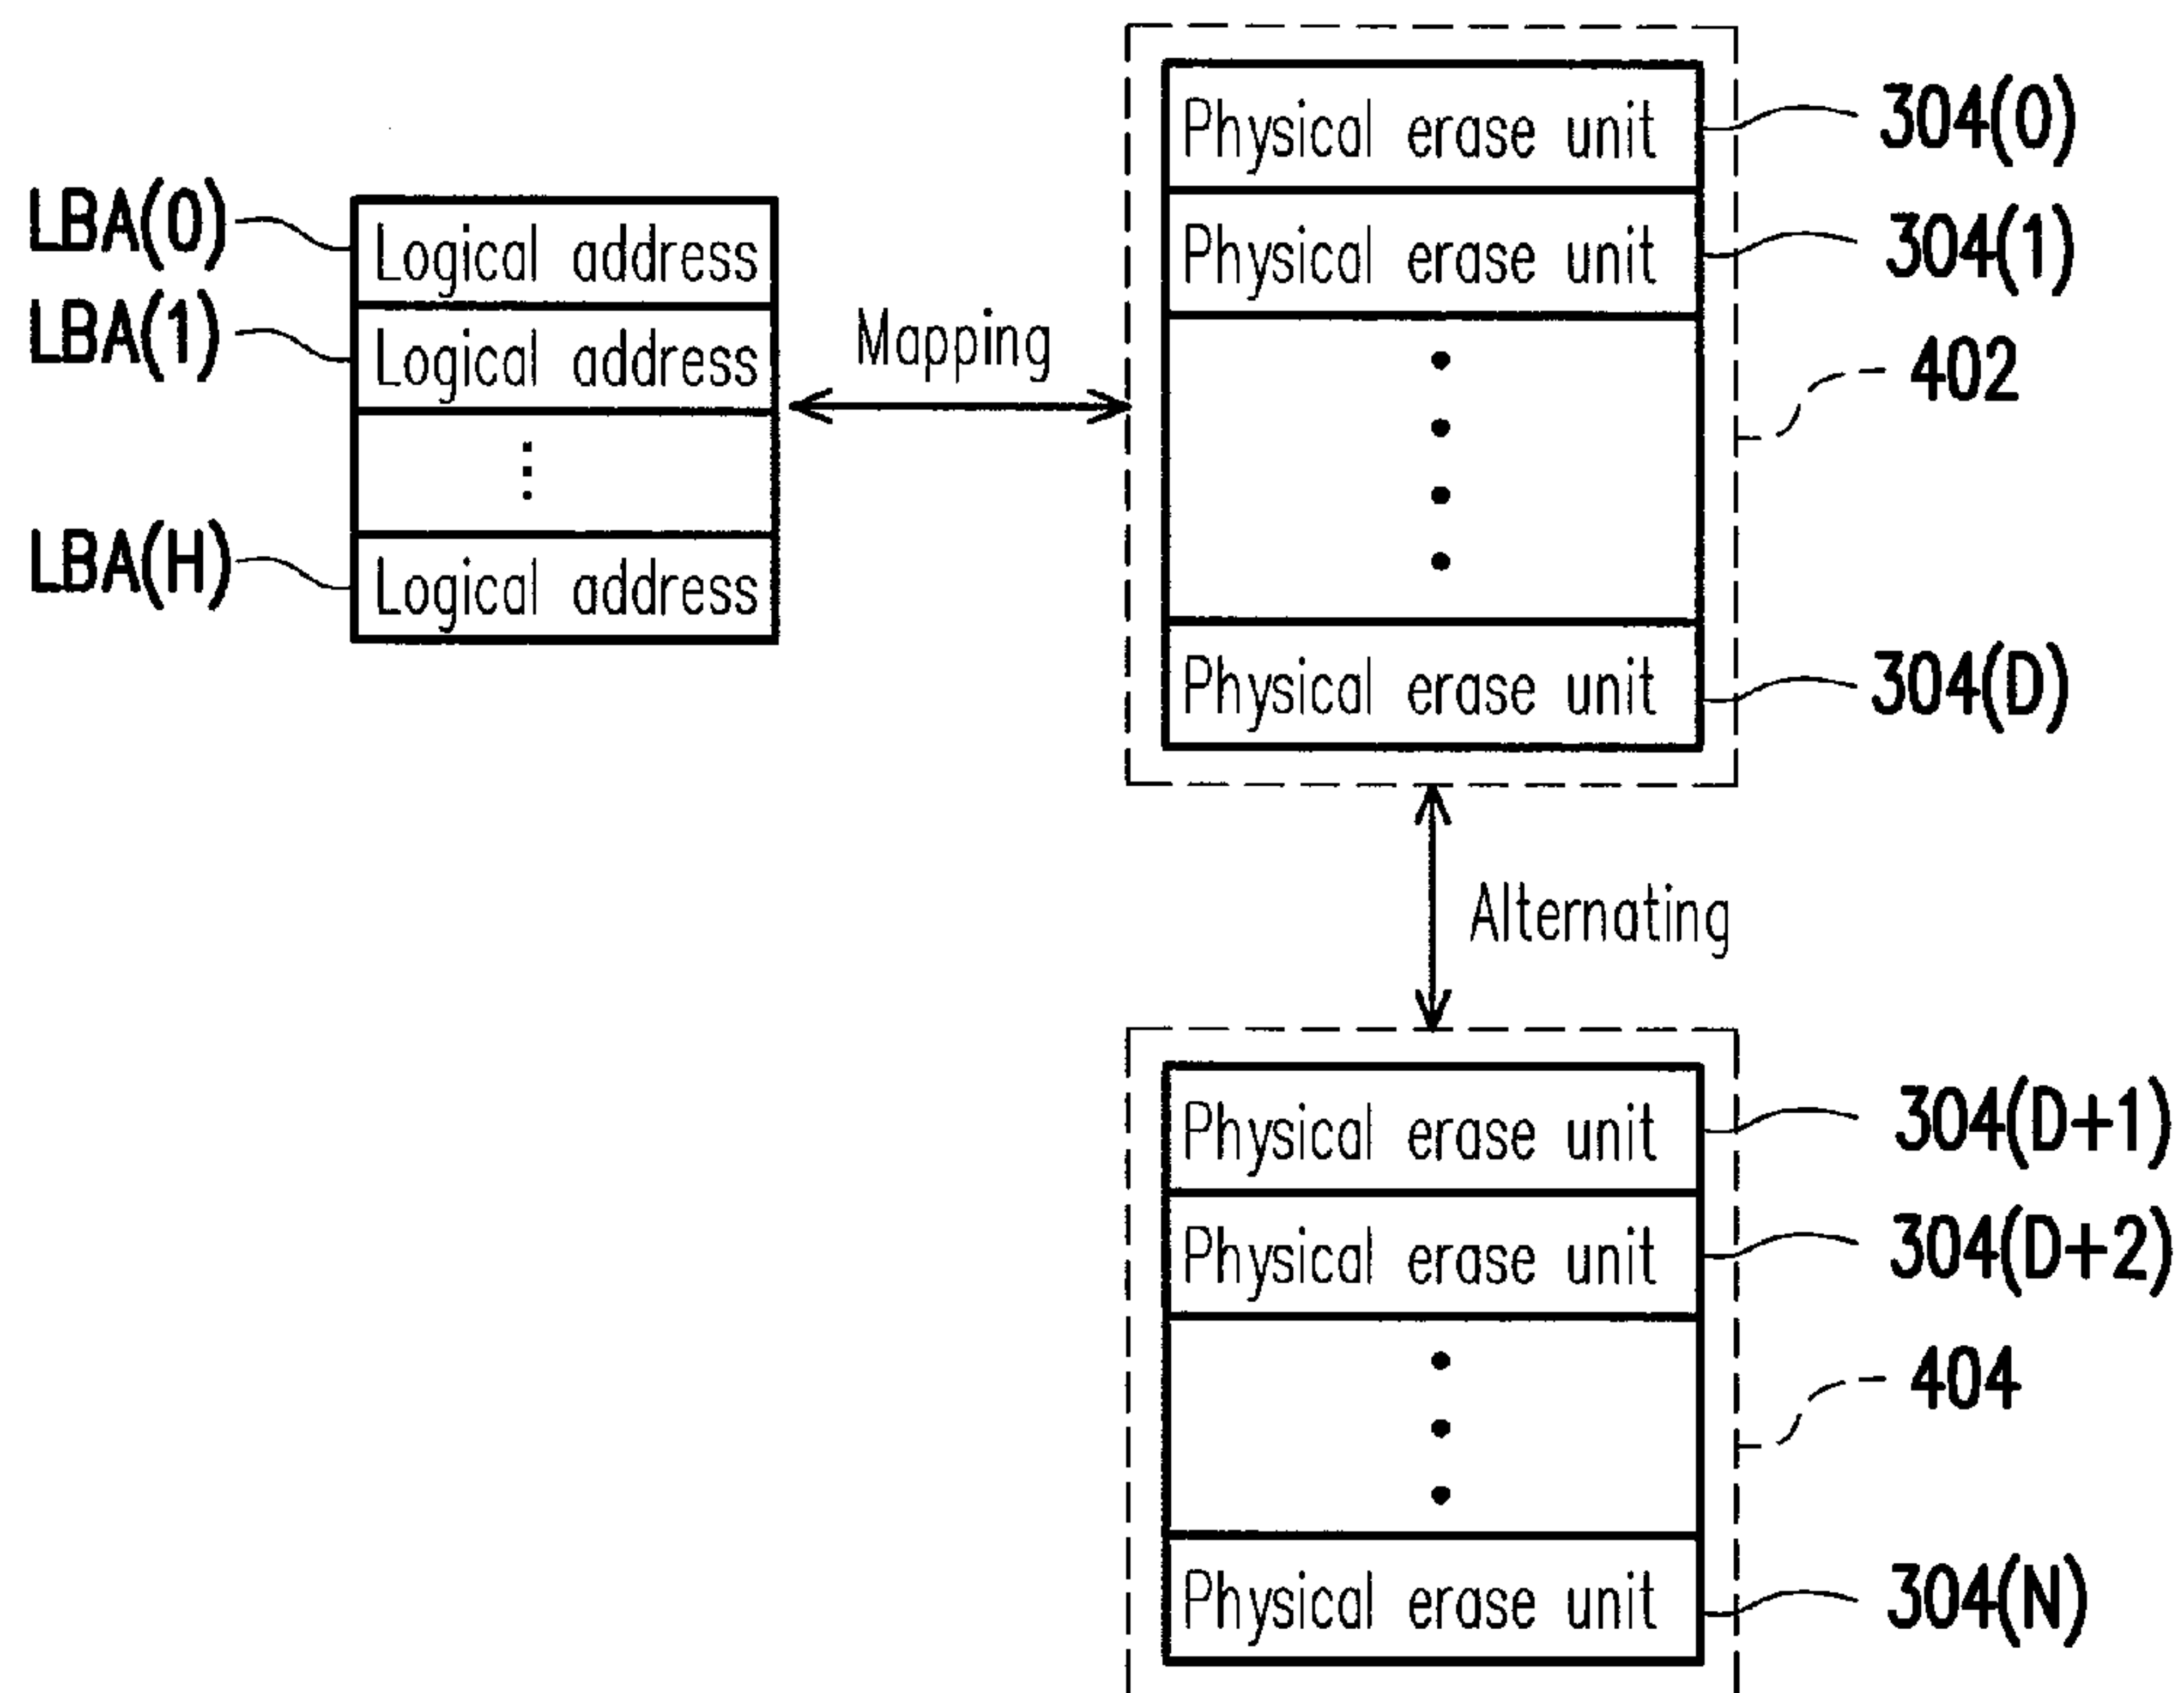 LBA(0)
Logical address
LBA(1)
Logical address
LBA(H)
Logical address
Mapping
Physical erase unit
304(0)
Physical erase unit
304(1)
402
Physical erase unit
304(D)
Alternating
Physical erase unit
304(D+1)
Physical erase unit
304(D+2)
404
Physical erase unit
304(N)